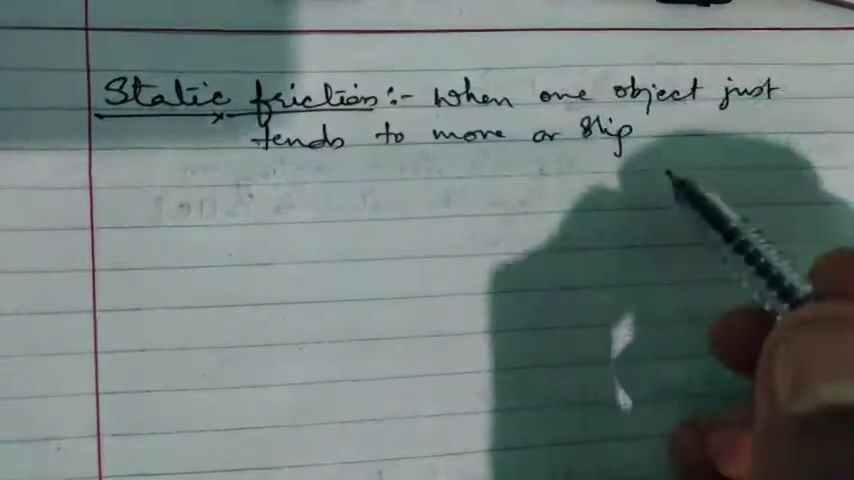 Static friction :- When one object just
tends to move or slip